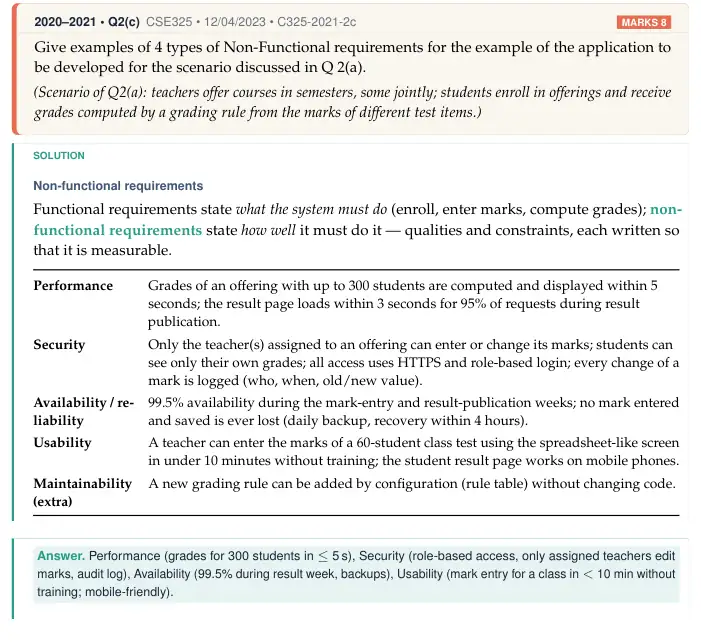 2020–2021 • Q2(c) CSE325 • 12/04/2023 • C325-2021-2c MARKS 8
Give examples of 4 types of Non-Functional requirements for the example of the application to
be developed for the scenario discussed in Q 2(a).
(Scenario of Q2(a): teachers offer courses in semesters, some jointly; students enroll in offerings and receive
grades computed by a grading rule from the marks of different test items.)
SOLUTION
Non-functional requirements
Functional requirements state what the system must do (enroll, enter marks, compute grades); non-
functional requirements state how well it must do it — qualities and constraints, each written so
that it is measurable.
Performance Grades of an offering with up to 300 students are computed and displayed within 5
seconds; the result page loads within 3 seconds for 95% of requests during result
publication.
Security Only the teacher(s) assigned to an offering can enter or change its marks; students can
see only their own grades; all access uses HTTPS and role-based login; every change of a
mark is logged (who, when, old/new value).
Availability / re- 99.5% availability during the mark-entry and result-publication weeks; no mark entered
liability and saved is ever lost (daily backup, recovery within 4 hours).
Usability A teacher can enter the marks of a 60-student class test using the spreadsheet-like screen
in under 10 minutes without training; the student result page works on mobile phones.
Maintainability A new grading rule can be added by configuration (rule table) without changing code.
(extra)
Answer. Performance (grades for 300 students in ≤ 5 s), Security (role-based access, only assigned teachers edit
marks, audit log), Availability (99.5% during result week, backups), Usability (mark entry for a class in < 10 min without
training; mobile-friendly).